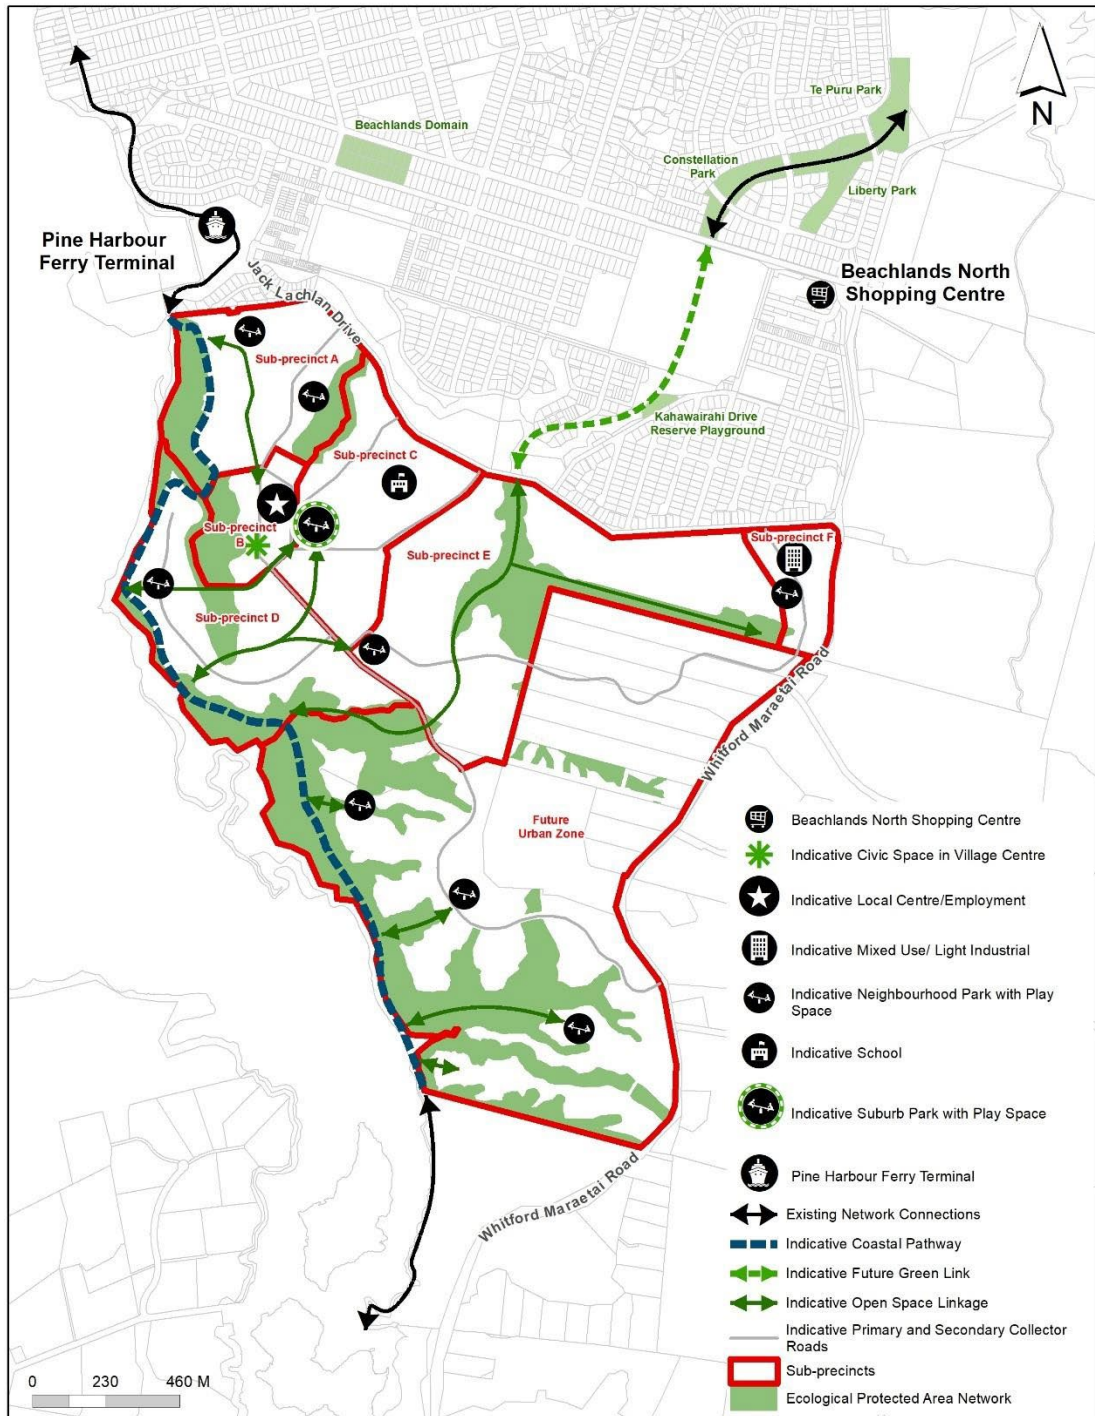 Te Puru Park
N
Beachlands Domain
Constellation
Park
Liberty Park
Pine Harbour
Ferry Terminal
Beachlands North
Shopping Centre
Jack Lachlan Drive
Sub-precinct A
Kahawairahi Drive
Reserve Playground
Sub-precinct C
Sub-precinct
B
Sub-precinct E
Sub-precinct F
Sub-precinct D
Whitford Maraetai Road
Future
Urban Zone
Whitford Maraetai Road
Beachlands North Shopping Centre
Indicative Civic Space in Village Centre
Indicative Local Centre/Employment
Indicative Mixed Use/ Light Industrial
Indicative Neighbourhood Park with Play
Space
Indicative School
Indicative Suburb Park with Play Space
Pine Harbour Ferry Terminal
Existing Network Connections
Indicative Coastal Pathway
Indicative Future Green Link
Indicative Open Space Linkage
Indicative Primary and Secondary Collector
Roads
Sub-precincts
Ecological Protected Area Network
0 230 460 M